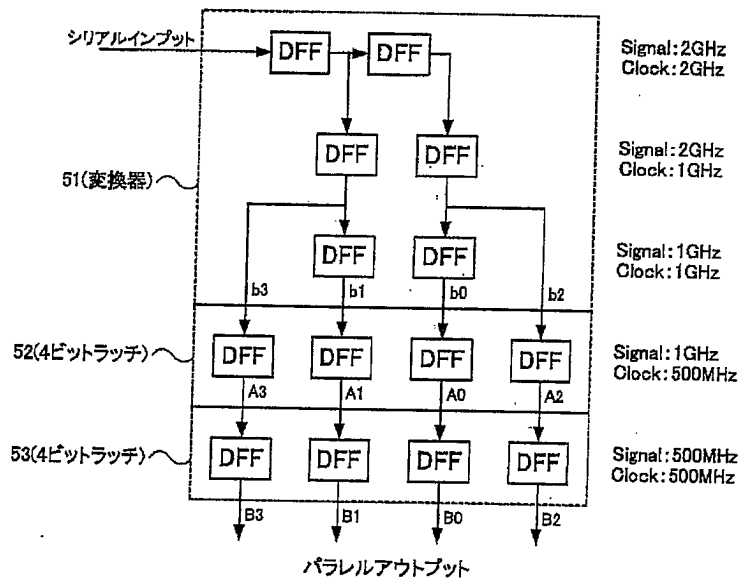 シリアルインプット
DFF
DFF
Signal:2GHz
Clock:2GHz
DFF
DFF
Signal:2GHz
Clock:1GHz
51(変換器)
DFF
DFF
Signal:1GHz
Clock:1GHz
b3
b1
b0
b2
52(4ビットラッチ)
DFF
DFF
DFF
DFF
Signal:1GHz
Clock:500MHz
A3
A1
A0
A2
53(4ビットラッチ)
DFF
DFF
DFF
DFF
Signal:500MHz
Clock:500MHz
B3
B1
B0
B2
パラレルアウトプット